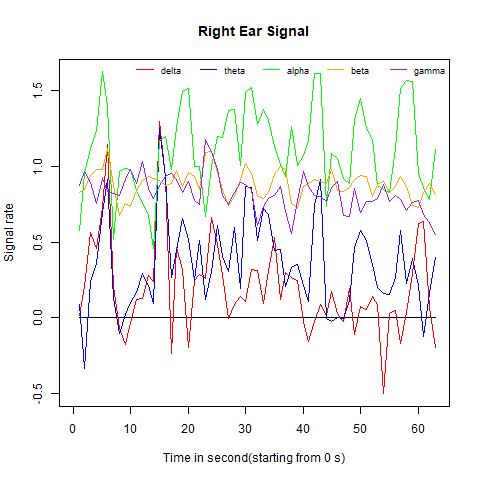 Right Ear Signal
delta theta alpha beta gamma
1.5
1.0
0.5
0.0
-0.5
Signal rate
0 10 20 30 40 50 60
Time in second(starting from 0 s)